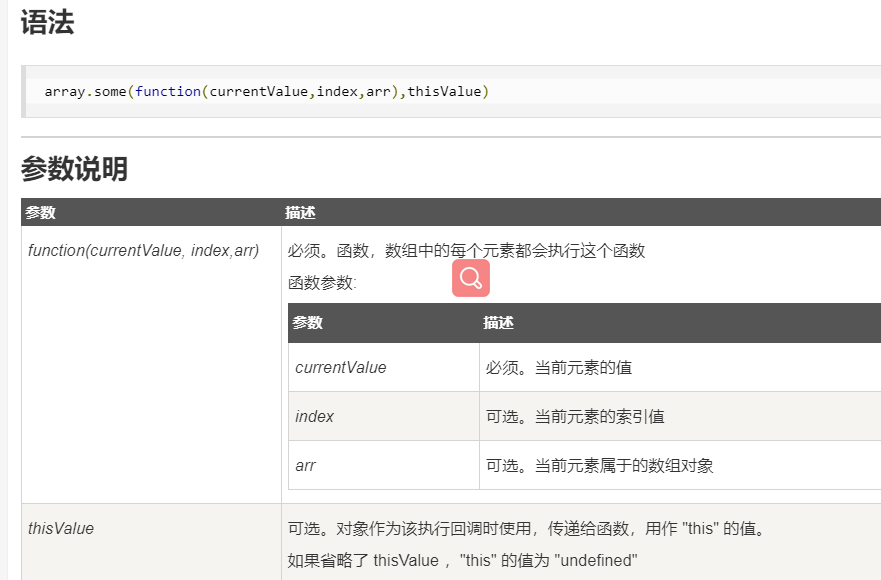 语法
array.some(function(currentValue,index,arr),thisValue)
参数说明
参数 描述
function(currentValue, index,arr) 必须。函数，数组中的每个元素都会执行这个函数
函数参数:
参数 描述
currentValue 必须。当前元素的值
index 可选。当前元素的索引值
arr 可选。当前元素属于的数组对象
thisValue 可选。对象作为该执行回调时使用，传递给函数，用作 "this" 的值。
如果省略了 thisValue ，"this" 的值为 "undefined"